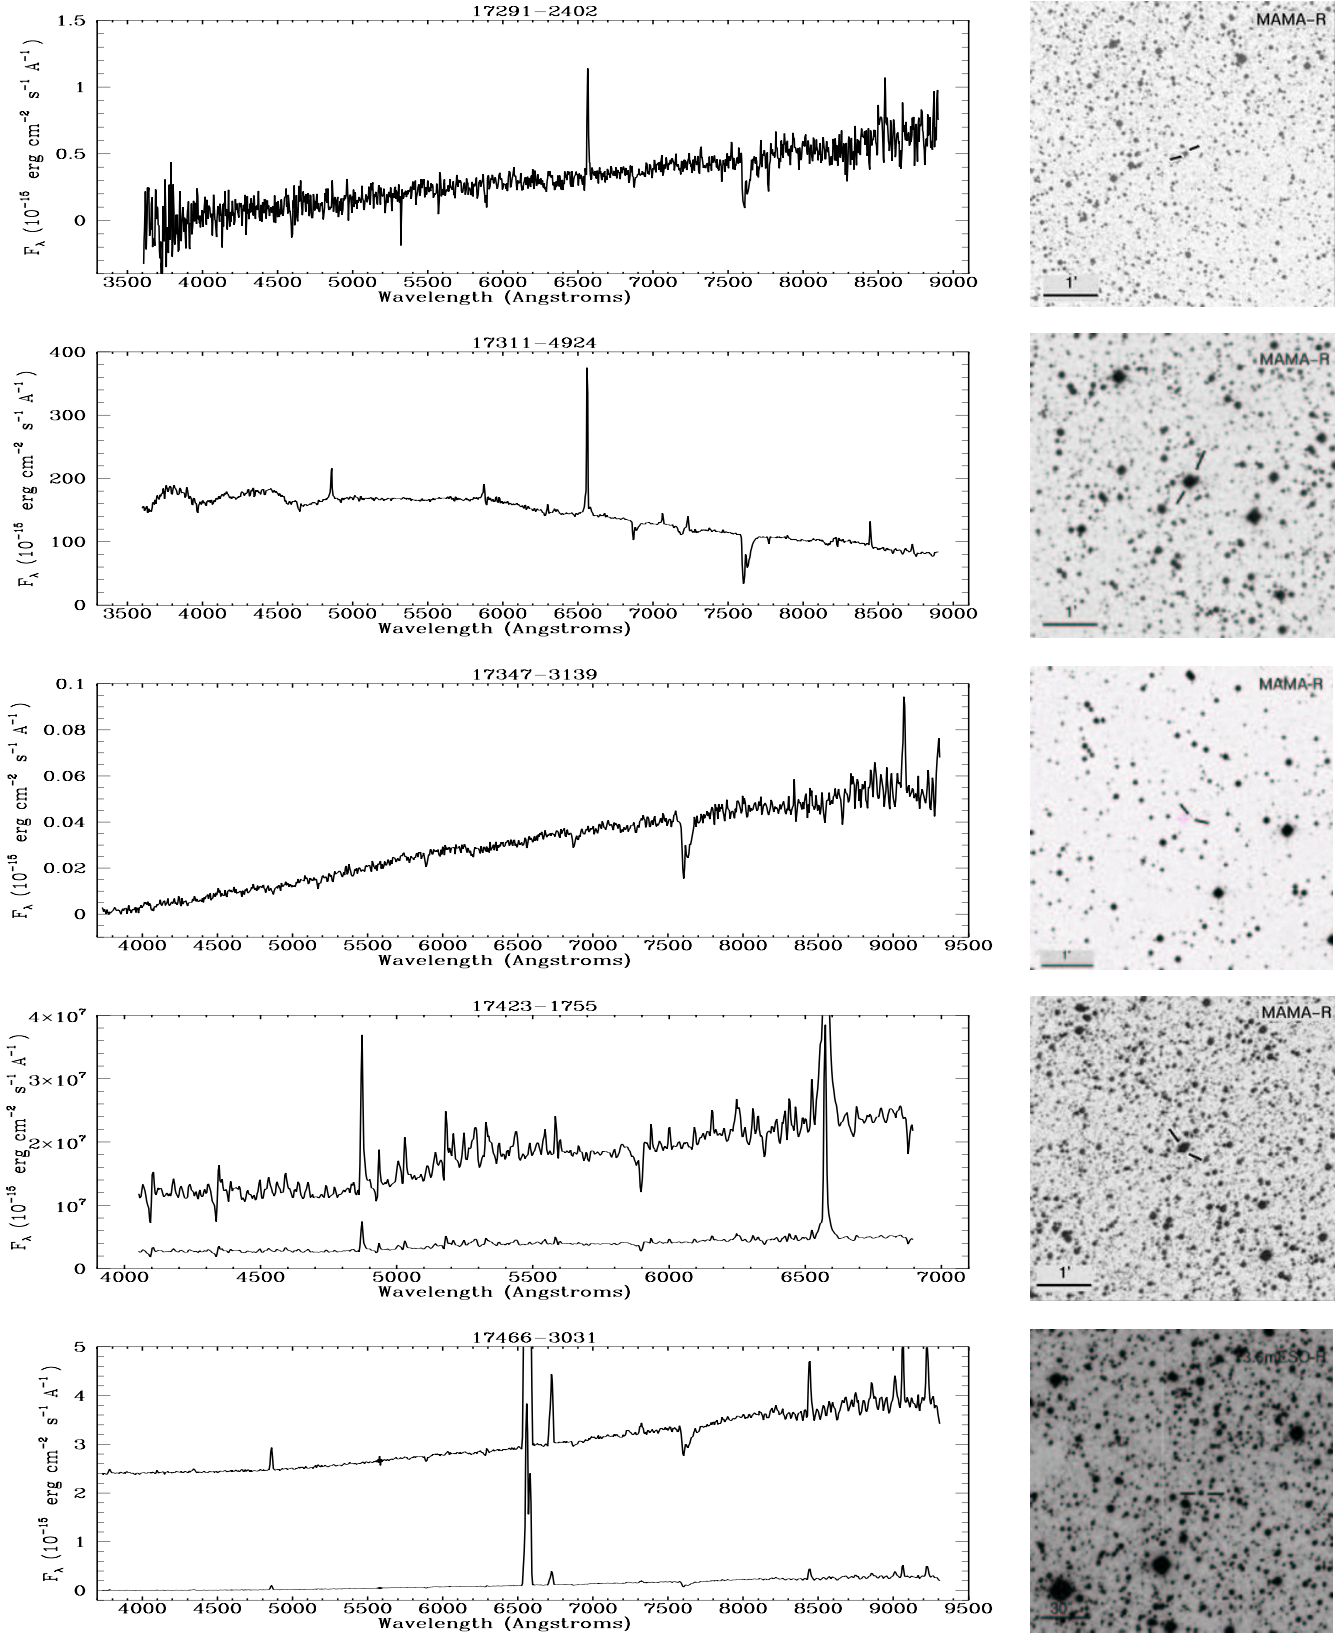 17291−2402
MAMA−R
1.5
1
0.5
0
F_λ (10^−15 erg cm^−2 s^−1 A^−1)
3500 4000 4500 5000 5500 6000 6500 7000 7500 8000 8500 9000
Wavelength (Angstroms)
1'
17311−4924
MAMA−R
400
300
200
100
0
F_λ (10^−15 erg cm^−2 s^−1 A^−1)
3500 4000 4500 5000 5500 6000 6500 7000 7500 8000 8500 9000
Wavelength (Angstroms)
1'
17347−3139
MAMA-R
0.1
0.08
0.06
0.04
0.02
0
F_λ (10^−15 erg cm^−2 s^−1 A^−1)
4000 4500 5000 5500 6000 6500 7000 7500 8000 8500 9000 9500
Wavelength (Angstroms)
1'
17423−1755
MAMA−R
4×10^7
3×10^7
2×10^7
10^7
0
F_λ (10^−15 erg cm^−2 s^−1 A^−1)
4000 4500 5000 5500 6000 6500 7000
Wavelength (Angstroms)
1'
17466−3031
3.6mESO-R
5
4
3
2
1
0
F_λ (10^−15 erg cm^−2 s^−1 A^−1)
4000 4500 5000 5500 6000 6500 7000 7500 8000 8500 9000 9500
Wavelength (Angstroms)
30